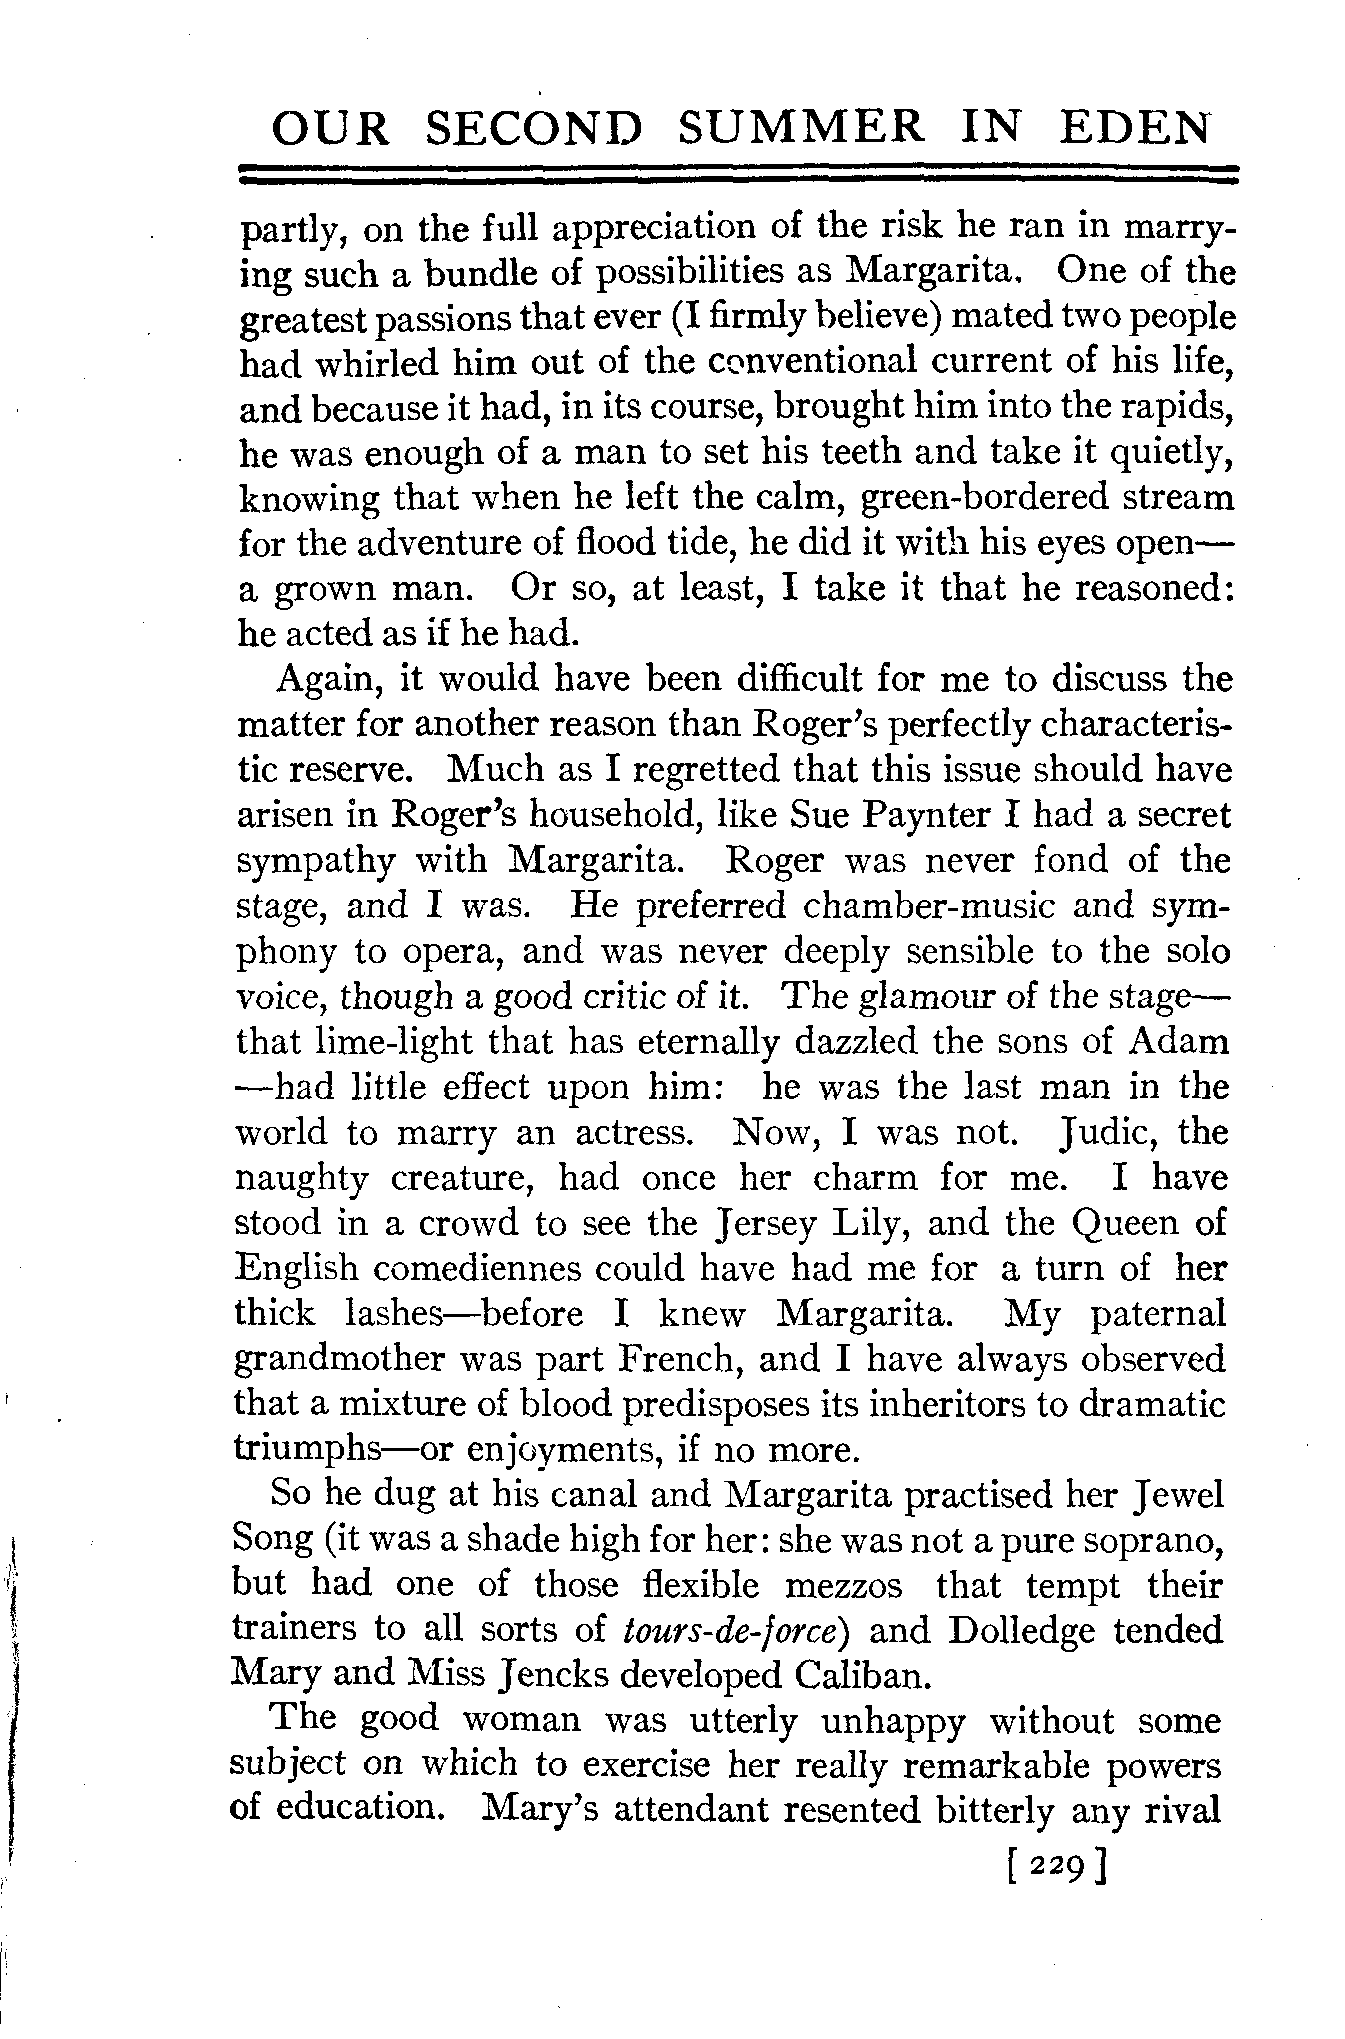 OUR SECOND SUMMER IN EDEN
partly, on the full appreciation of the risk he ran in marry-
ing such a bundle of possibilities as Margarita. One of the
greatest passions that ever (I firmly believe) mated two people
had whirled him out of the conventional current of his life,
and because it had, in its course, brought him into the rapids,
he was enough of a man to set his teeth and take it quietly,
knowing that when he left the calm, green-bordered stream
for the adventure of flood tide, he did it with his eyes open—
a grown man. Or so, at least, I take it that he reasoned:
he acted as if he had.
Again, it would have been difficult for me to discuss the
matter for another reason than Roger's perfectly characteris-
tic reserve. Much as I regretted that this issue should have
arisen in Roger's household, like Sue Paynter I had a secret
sympathy with Margarita. Roger was never fond of the
stage, and I was. He preferred chamber-music and sym-
phony to opera, and was never deeply sensible to the solo
voice, though a good critic of it. The glamour of the stage—
that lime-light that has eternally dazzled the sons of Adam
—had little effect upon him: he was the last man in the
world to marry an actress. Now, I was not. Judic, the
naughty creature, had once her charm for me. I have
stood in a crowd to see the Jersey Lily, and the Queen of
English comediennes could have had me for a turn of her
thick lashes—before I knew Margarita. My paternal
grandmother was part French, and I have always observed
that a mixture of blood predisposes its inheritors to dramatic
triumphs—or enjoyments, if no more.
So he dug at his canal and Margarita practised her Jewel
Song (it was a shade high for her: she was not a pure soprano,
but had one of those flexible mezzos that tempt their
trainers to all sorts of tours-de-force) and Dolledge tended
Mary and Miss Jencks developed Caliban.
The good woman was utterly unhappy without some
subject on which to exercise her really remarkable powers
of education. Mary's attendant resented bitterly any rival
[229]